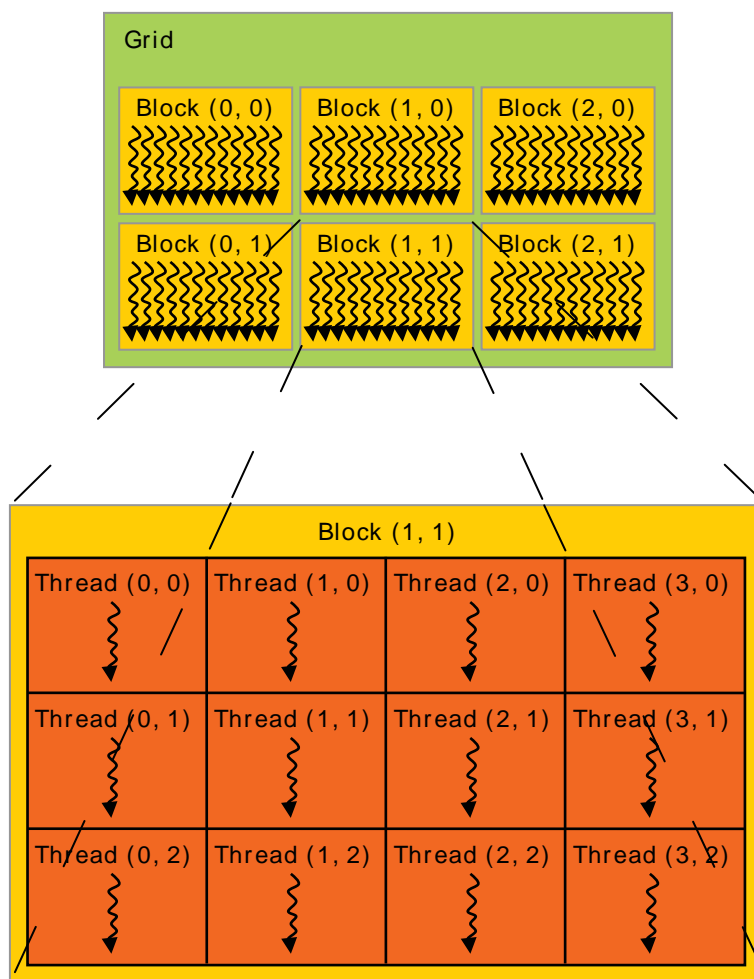 Grid
Block (0, 0) Block (1, 0) Block (2, 0)
Block (0, 1) Block (1, 1) Block (2, 1)
Block (1, 1)
Thread (0, 0) Thread (1, 0) Thread (2, 0) Thread (3, 0)
Thread (0, 1) Thread (1, 1) Thread (2, 1) Thread (3, 1)
Thread (0, 2) Thread (1, 2) Thread (2, 2) Thread (3, 2)